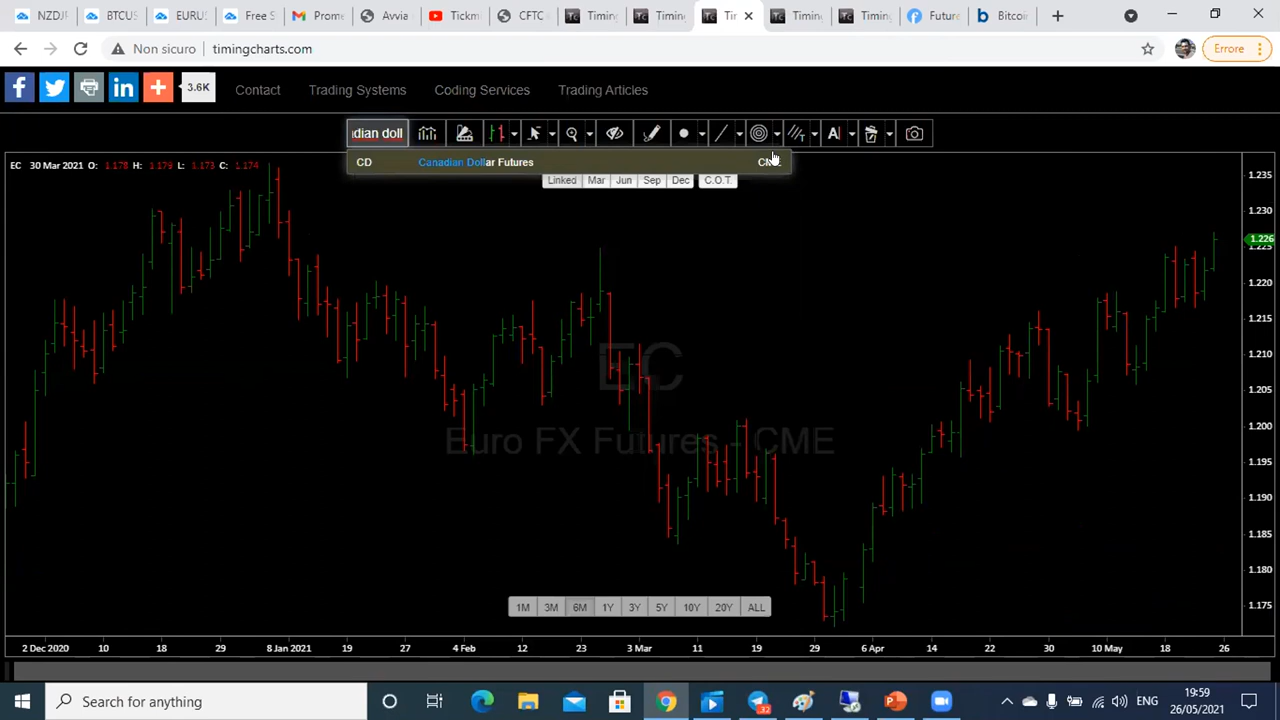 NZDJP
BTCUS
EURUS
Free S
Prome
Avvia
Tickm
CFTC
Timing
Timing
Tir
Timing
Timing
Future
Bitcoin
Non sicuro
timingcharts.com
Errore
3.6K
Contact
Trading Systems
Coding Services
Trading Articles
dian doll
CD Canadian Dollar Futures
EC 30 Mar 2021 O: 1.178 H: 1.179 L: 1.173 C: 1.174
Linked Mar Jun Sep Dec C.O.T.
1.235
1.230
1.226
1.225
1.220
1.215
1.210
1.205
1.200
1.195
1.190
1.185
1.180
1.175
EC
Euro FX Futures - CME
1M 3M 6M 1Y 3Y 5Y 10Y 20Y ALL
2 Dec 2020 10 18 29 8 Jan 2021 19 27 4 Feb 12 23 3 Mar 11 19 29 6 Apr 14 22 30 10 May 18 26
Search for anything
32
ENG
19:59
26/05/2021